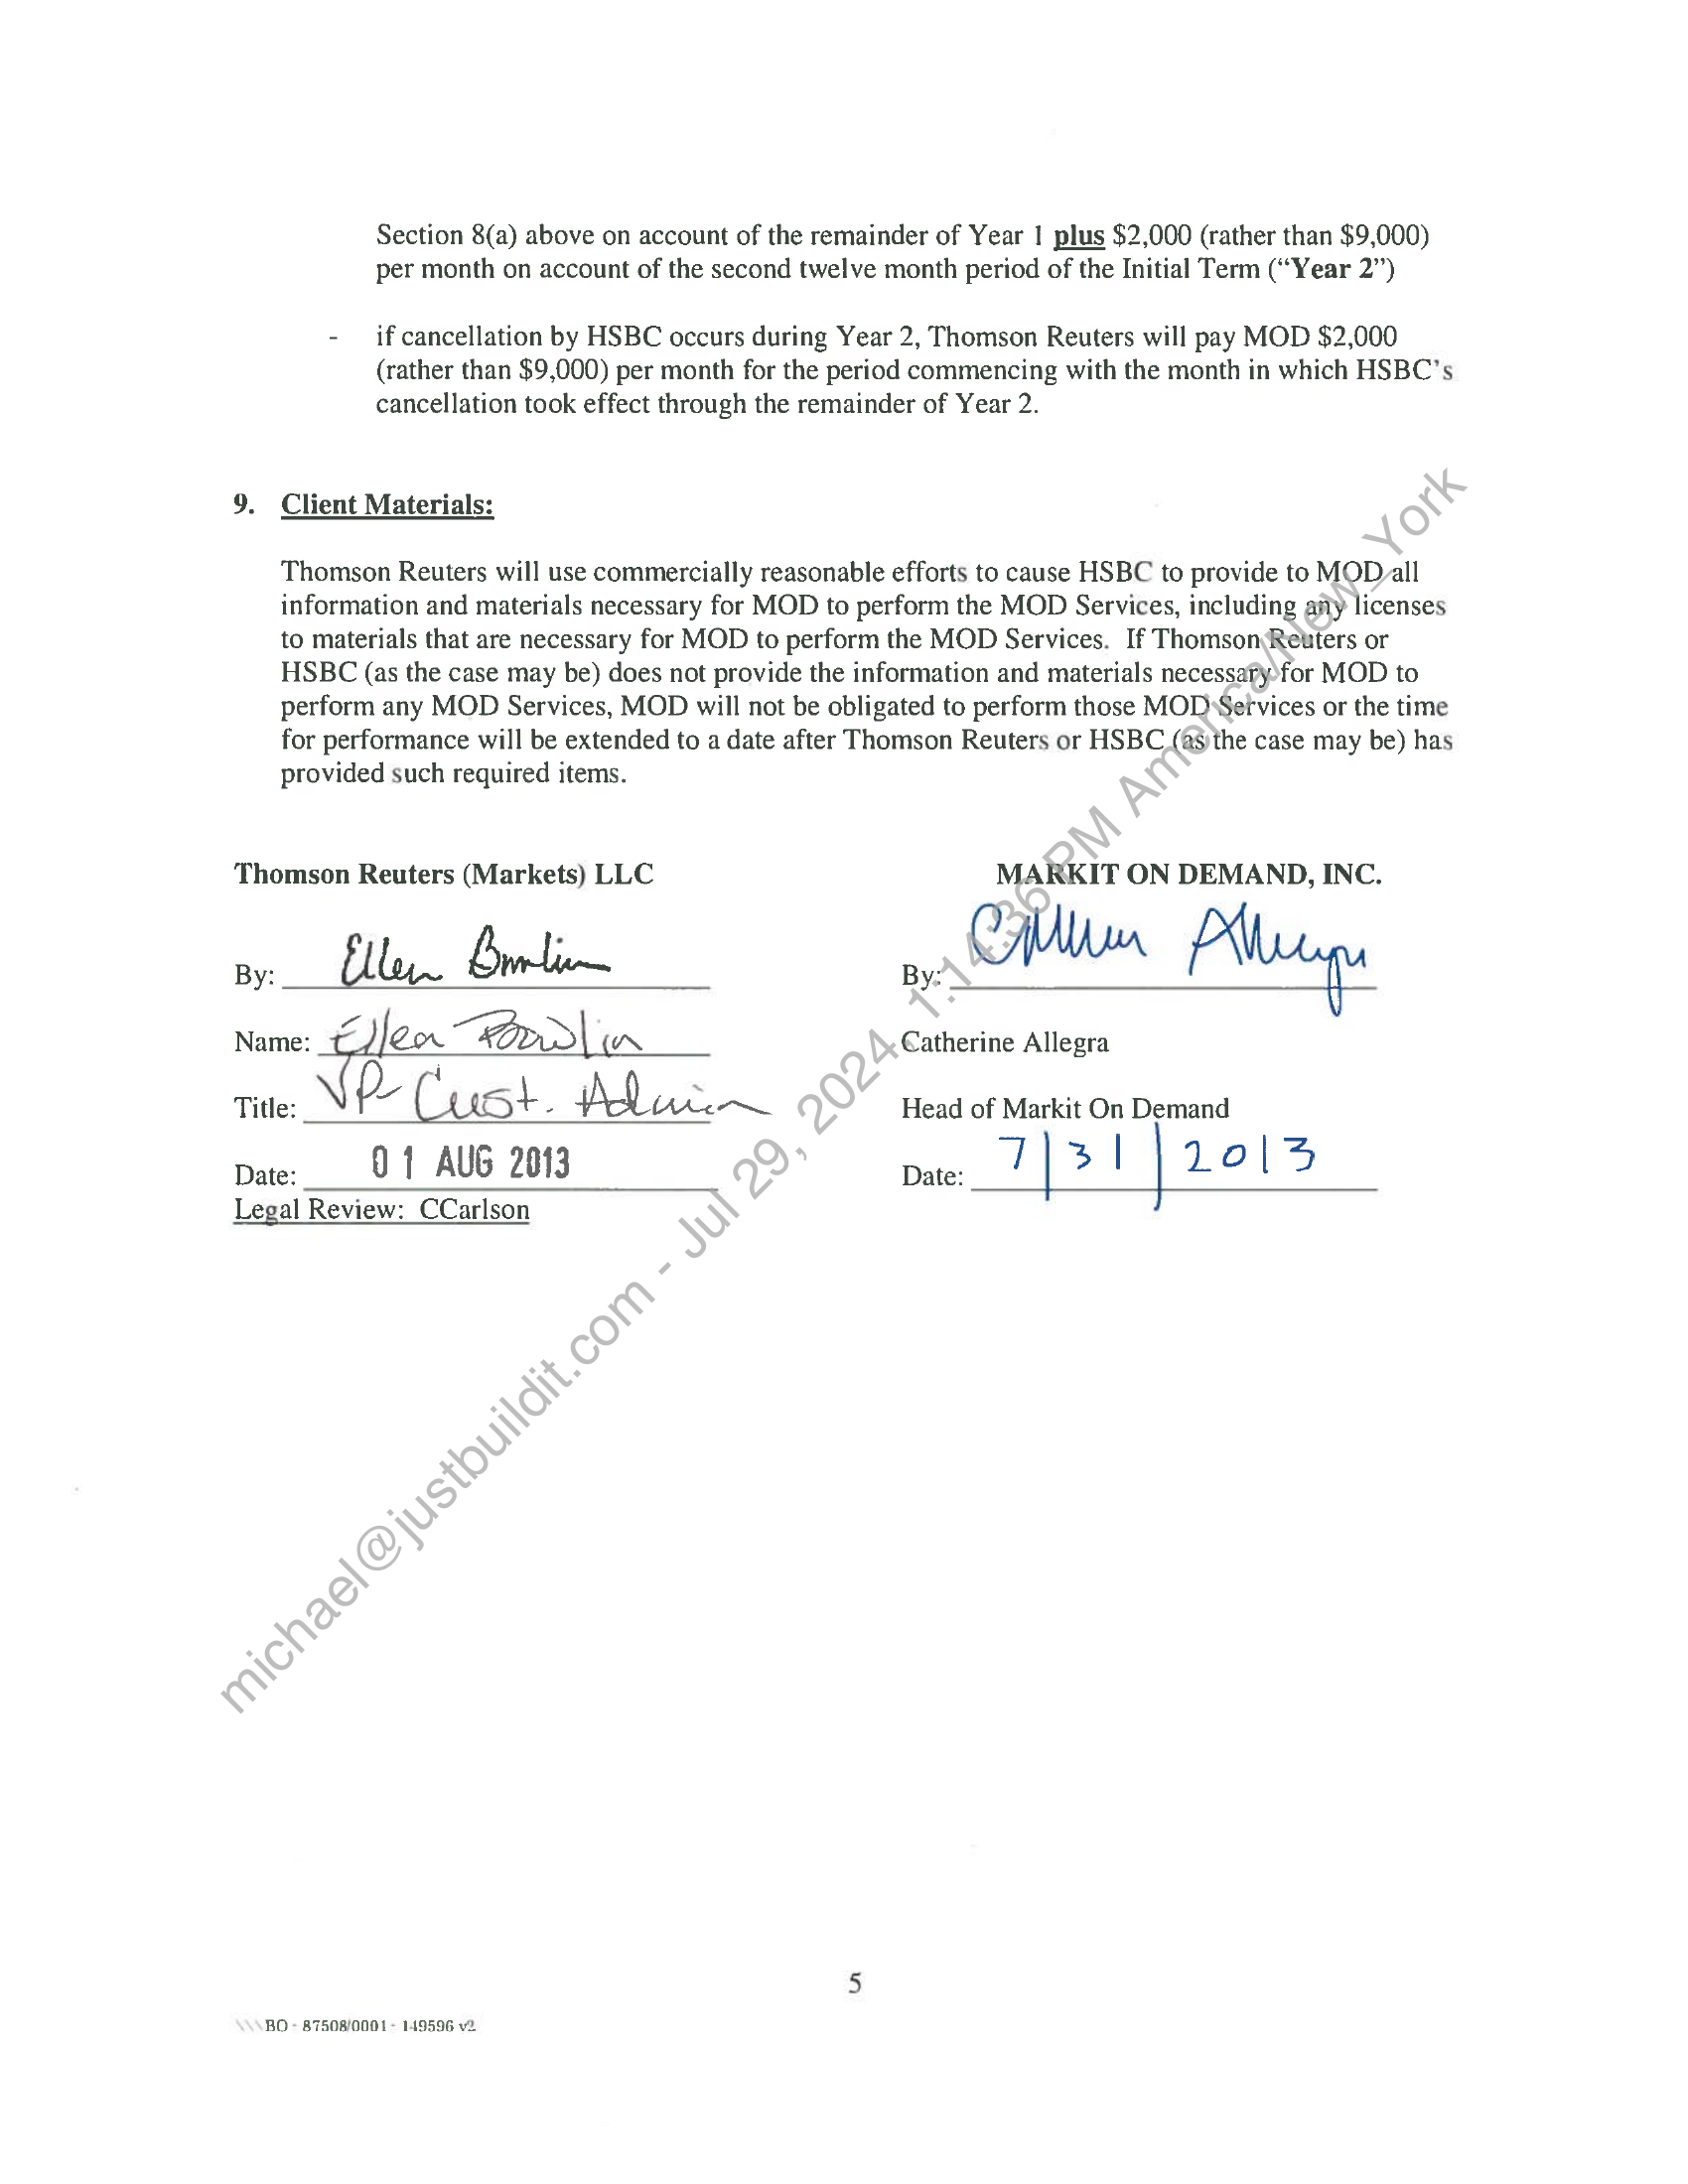 Section 8(a) above on account of the remainder of Year 1 plus $2,000 (rather than $9,000)
per month on account of the second twelve month period of the Initial Term (“Year 2”)
- if cancellation by HSBC occurs during Year 2, Thomson Reuters will pay MOD $2,000
(rather than $9,000) per month for the period commencing with the month in which HSBC's
cancellation took effect through the remainder of Year 2.
9. Client Materials:
Thomson Reuters will use commercially reasonable efforts to cause HSBC to provide to MOD all
information and materials necessary for MOD to perform the MOD Services, including any licenses
to materials that are necessary for MOD to perform the MOD Services. If Thomson Reuters or
HSBC (as the case may be) does not provide the information and materials necessary for MOD to
perform any MOD Services, MOD will not be obligated to perform those MOD Services or the time
for performance will be extended to a date after Thomson Reuters or HSBC (as the case may be) has
provided such required items.
Thomson Reuters (Markets) LLC
By: Ellen Bowlin
Name: Ellen Bowlin
Title: VP Cust. Admin
Date: 01 AUG 2013
Legal Review: CCarlson
MARKIT ON DEMAND, INC.
By: Catherine Allegra
Catherine Allegra
Head of Markit On Demand
Date: 7|31|2013
michael@justbuildit.com - Jul 29, 2024, 1:14:36 PM America/New_York
5
\\\BO - 87508/0001 - 149596 v2